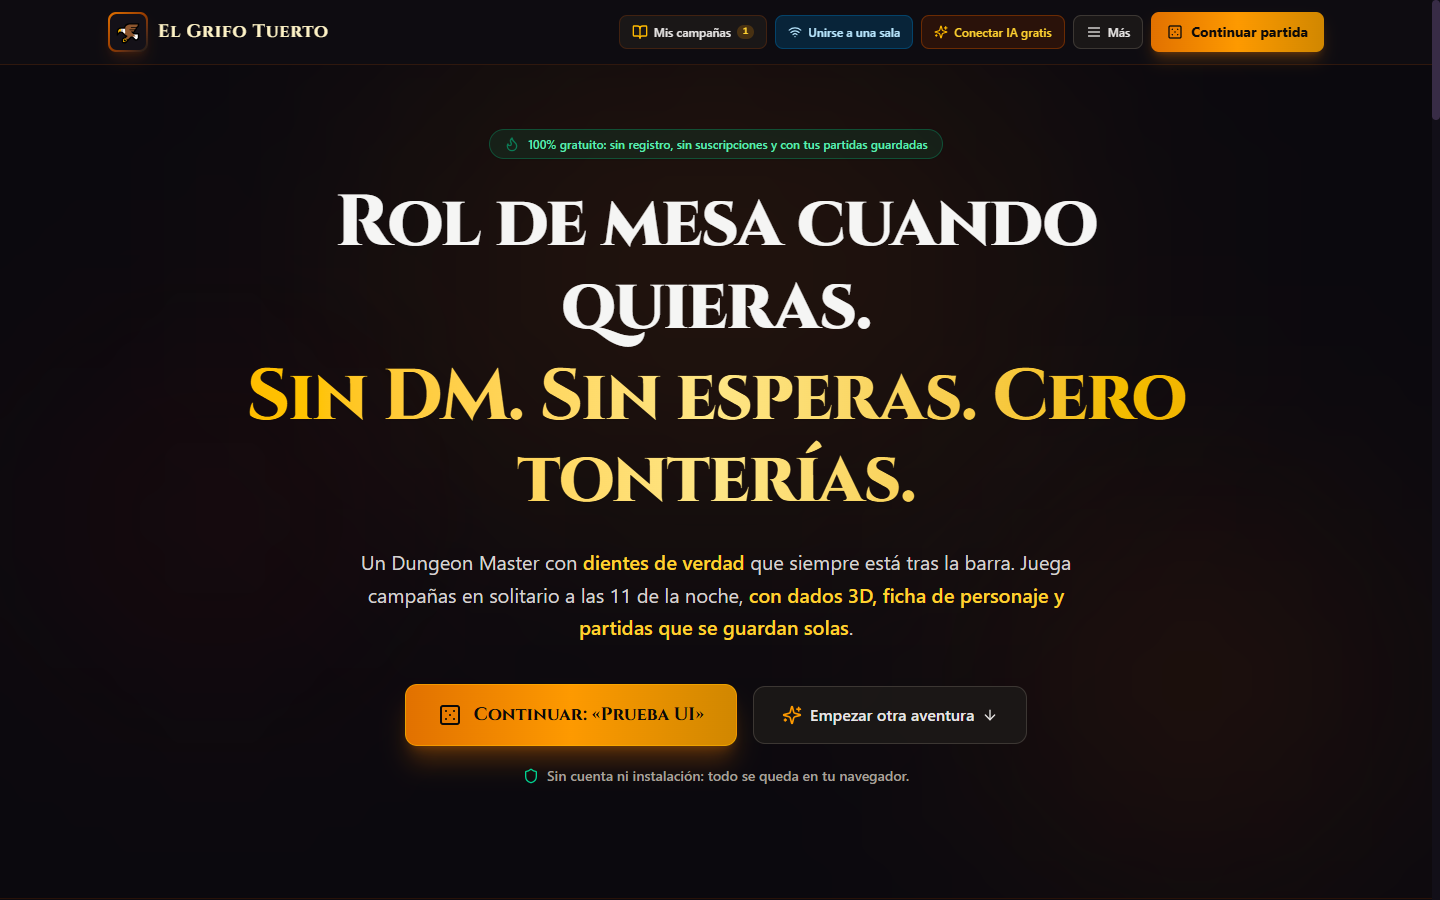 El Grifo Tuerto
Mis campañas 1
Unirse a una sala
Conectar IA gratis
Más
Continuar partida
100% gratuito: sin registro, sin suscripciones y con tus partidas guardadas
Rol de mesa cuando
quieras.
Sin DM. Sin esperas. Cero
tonterías.
Un Dungeon Master con dientes de verdad que siempre está tras la barra. Juega
campañas en solitario a las 11 de la noche, con dados 3D, ficha de personaje y
partidas que se guardan solas.
Continuar: «Prueba UI»
Empezar otra aventura
Sin cuenta ni instalación: todo se queda en tu navegador.